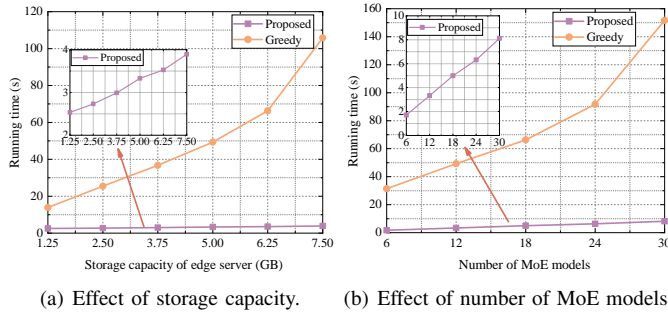 120
100
80
60
40
20
0
Running time (s)
Proposed
Greedy
4
3
2
Proposed
1.25 2.50 3.75 5.00 6.25 7.50
1.25 2.50 3.75 5.00 6.25 7.50
Storage capacity of edge server (GB)
(a) Effect of storage capacity.
160
140
120
100
80
60
40
20
0
Running time (s)
10
8
6
4
2
0
Proposed
6 12 18 24 30
Proposed
Greedy
6 12 18 24 30
Number of MoE models
(b) Effect of number of MoE models